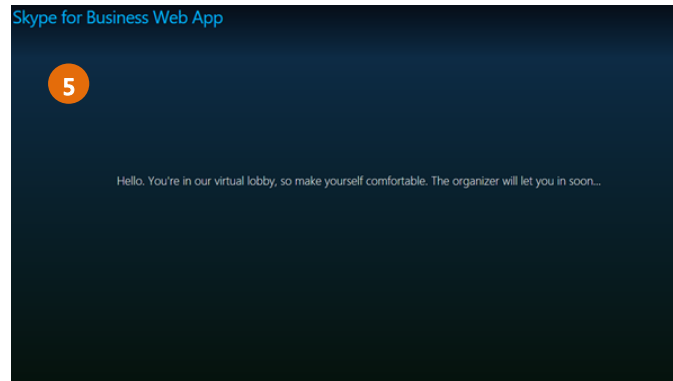 Skype for Business Web App
5
Hello. You're in our virtual lobby, so make yourself comfortable. The organizer will let you in soon...